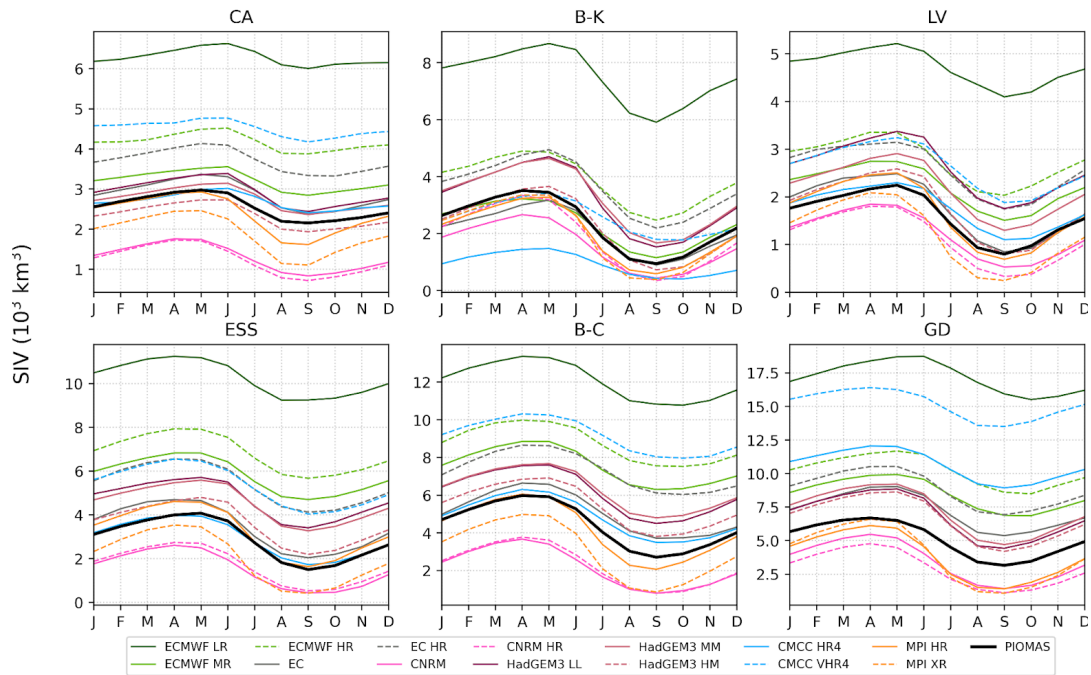 CA B-K LV
6 8 5
5 6 4
4 3
3 4 2
2 2 1
1 0 0
J F M A M J J A S O N D J F M A M J J A S O N D J F M A M J J A S O N D
SIV (10³ km³)
ESS B-C GD
10 12 17.5
8 10 15.0
6 8 12.5
4 6 10.0
2 4 7.5
0 2 5.0
2.5
J F M A M J J A S O N D J F M A M J J A S O N D J F M A M J J A S O N D
ECMWF LR ECMWF HR EC HR CNRM HR HadGEM3 MM CMCC HR4 MPI HR PIOMAS
ECMWF MR EC CNRM HadGEM3 LL HadGEM3 HM CMCC VHR4 MPI XR